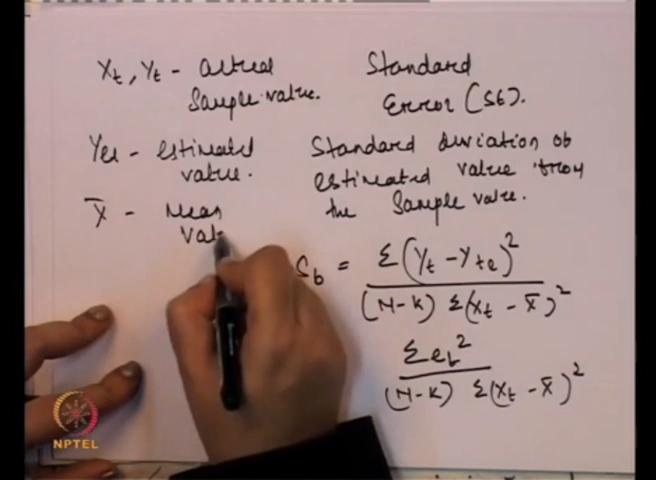 Xt, Yt - actual
Sample value.
Yte - estimated
value.
X̄ - Mean
Val
Standard
Error (Sb).
Standard deviation of
estimated value from
the Sample value.
Sb = Σ(Yt - Yte)² / (N-K) Σ(Xt - X̄)²
Σet² / (N-K) Σ(Xt - X̄)²
NPTEL